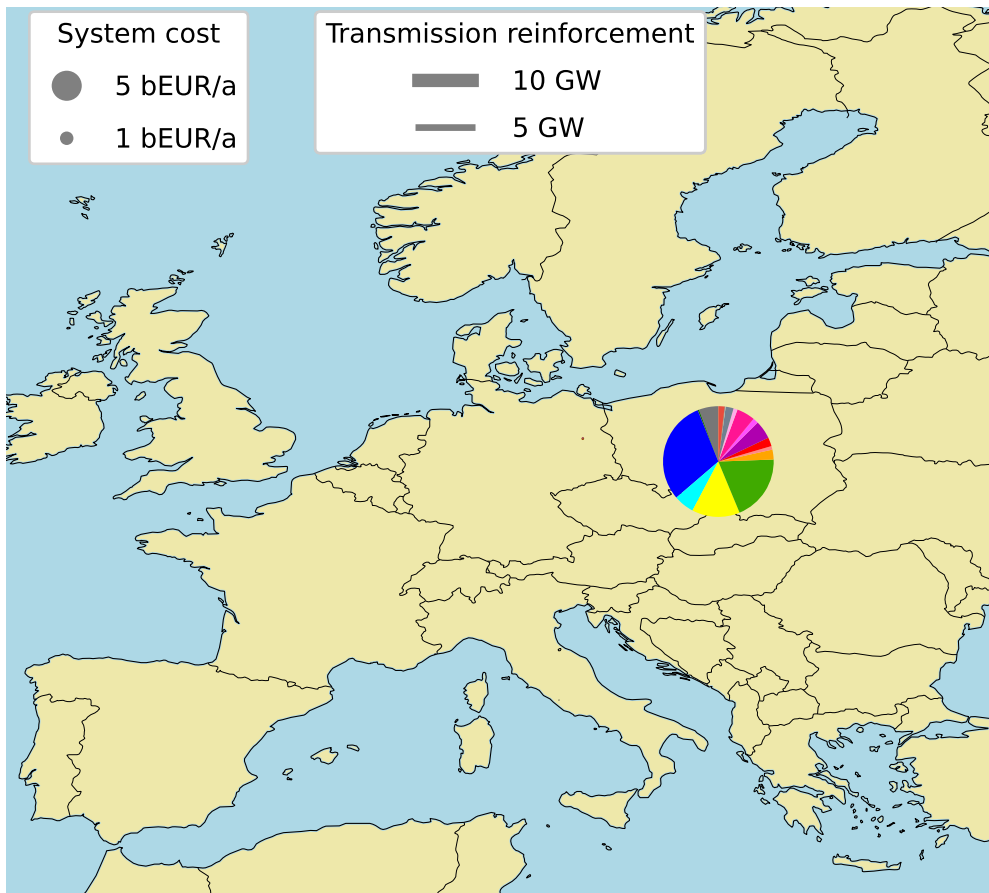 System cost
5 bEUR/a
1 bEUR/a
Transmission reinforcement
10 GW
5 GW